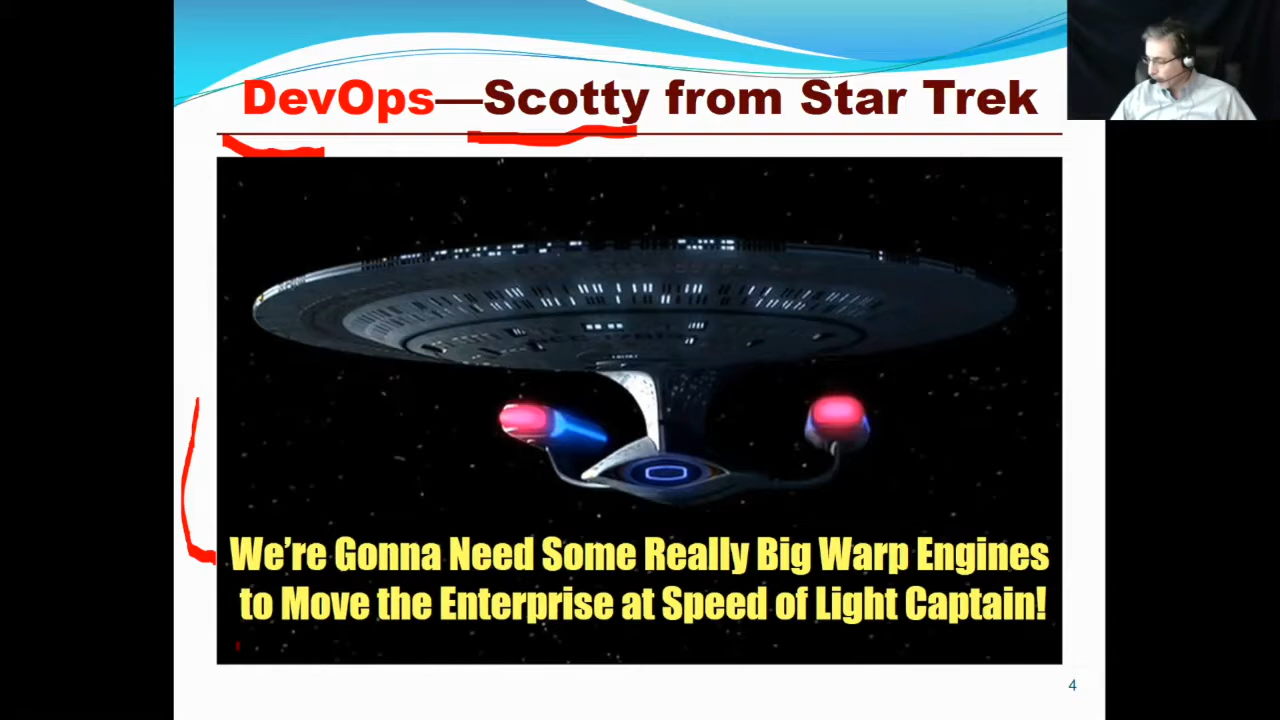 DevOps—Scotty from Star Trek
We're Gonna Need Some Really Big Warp Engines
to Move the Enterprise at Speed of Light Captain!
4